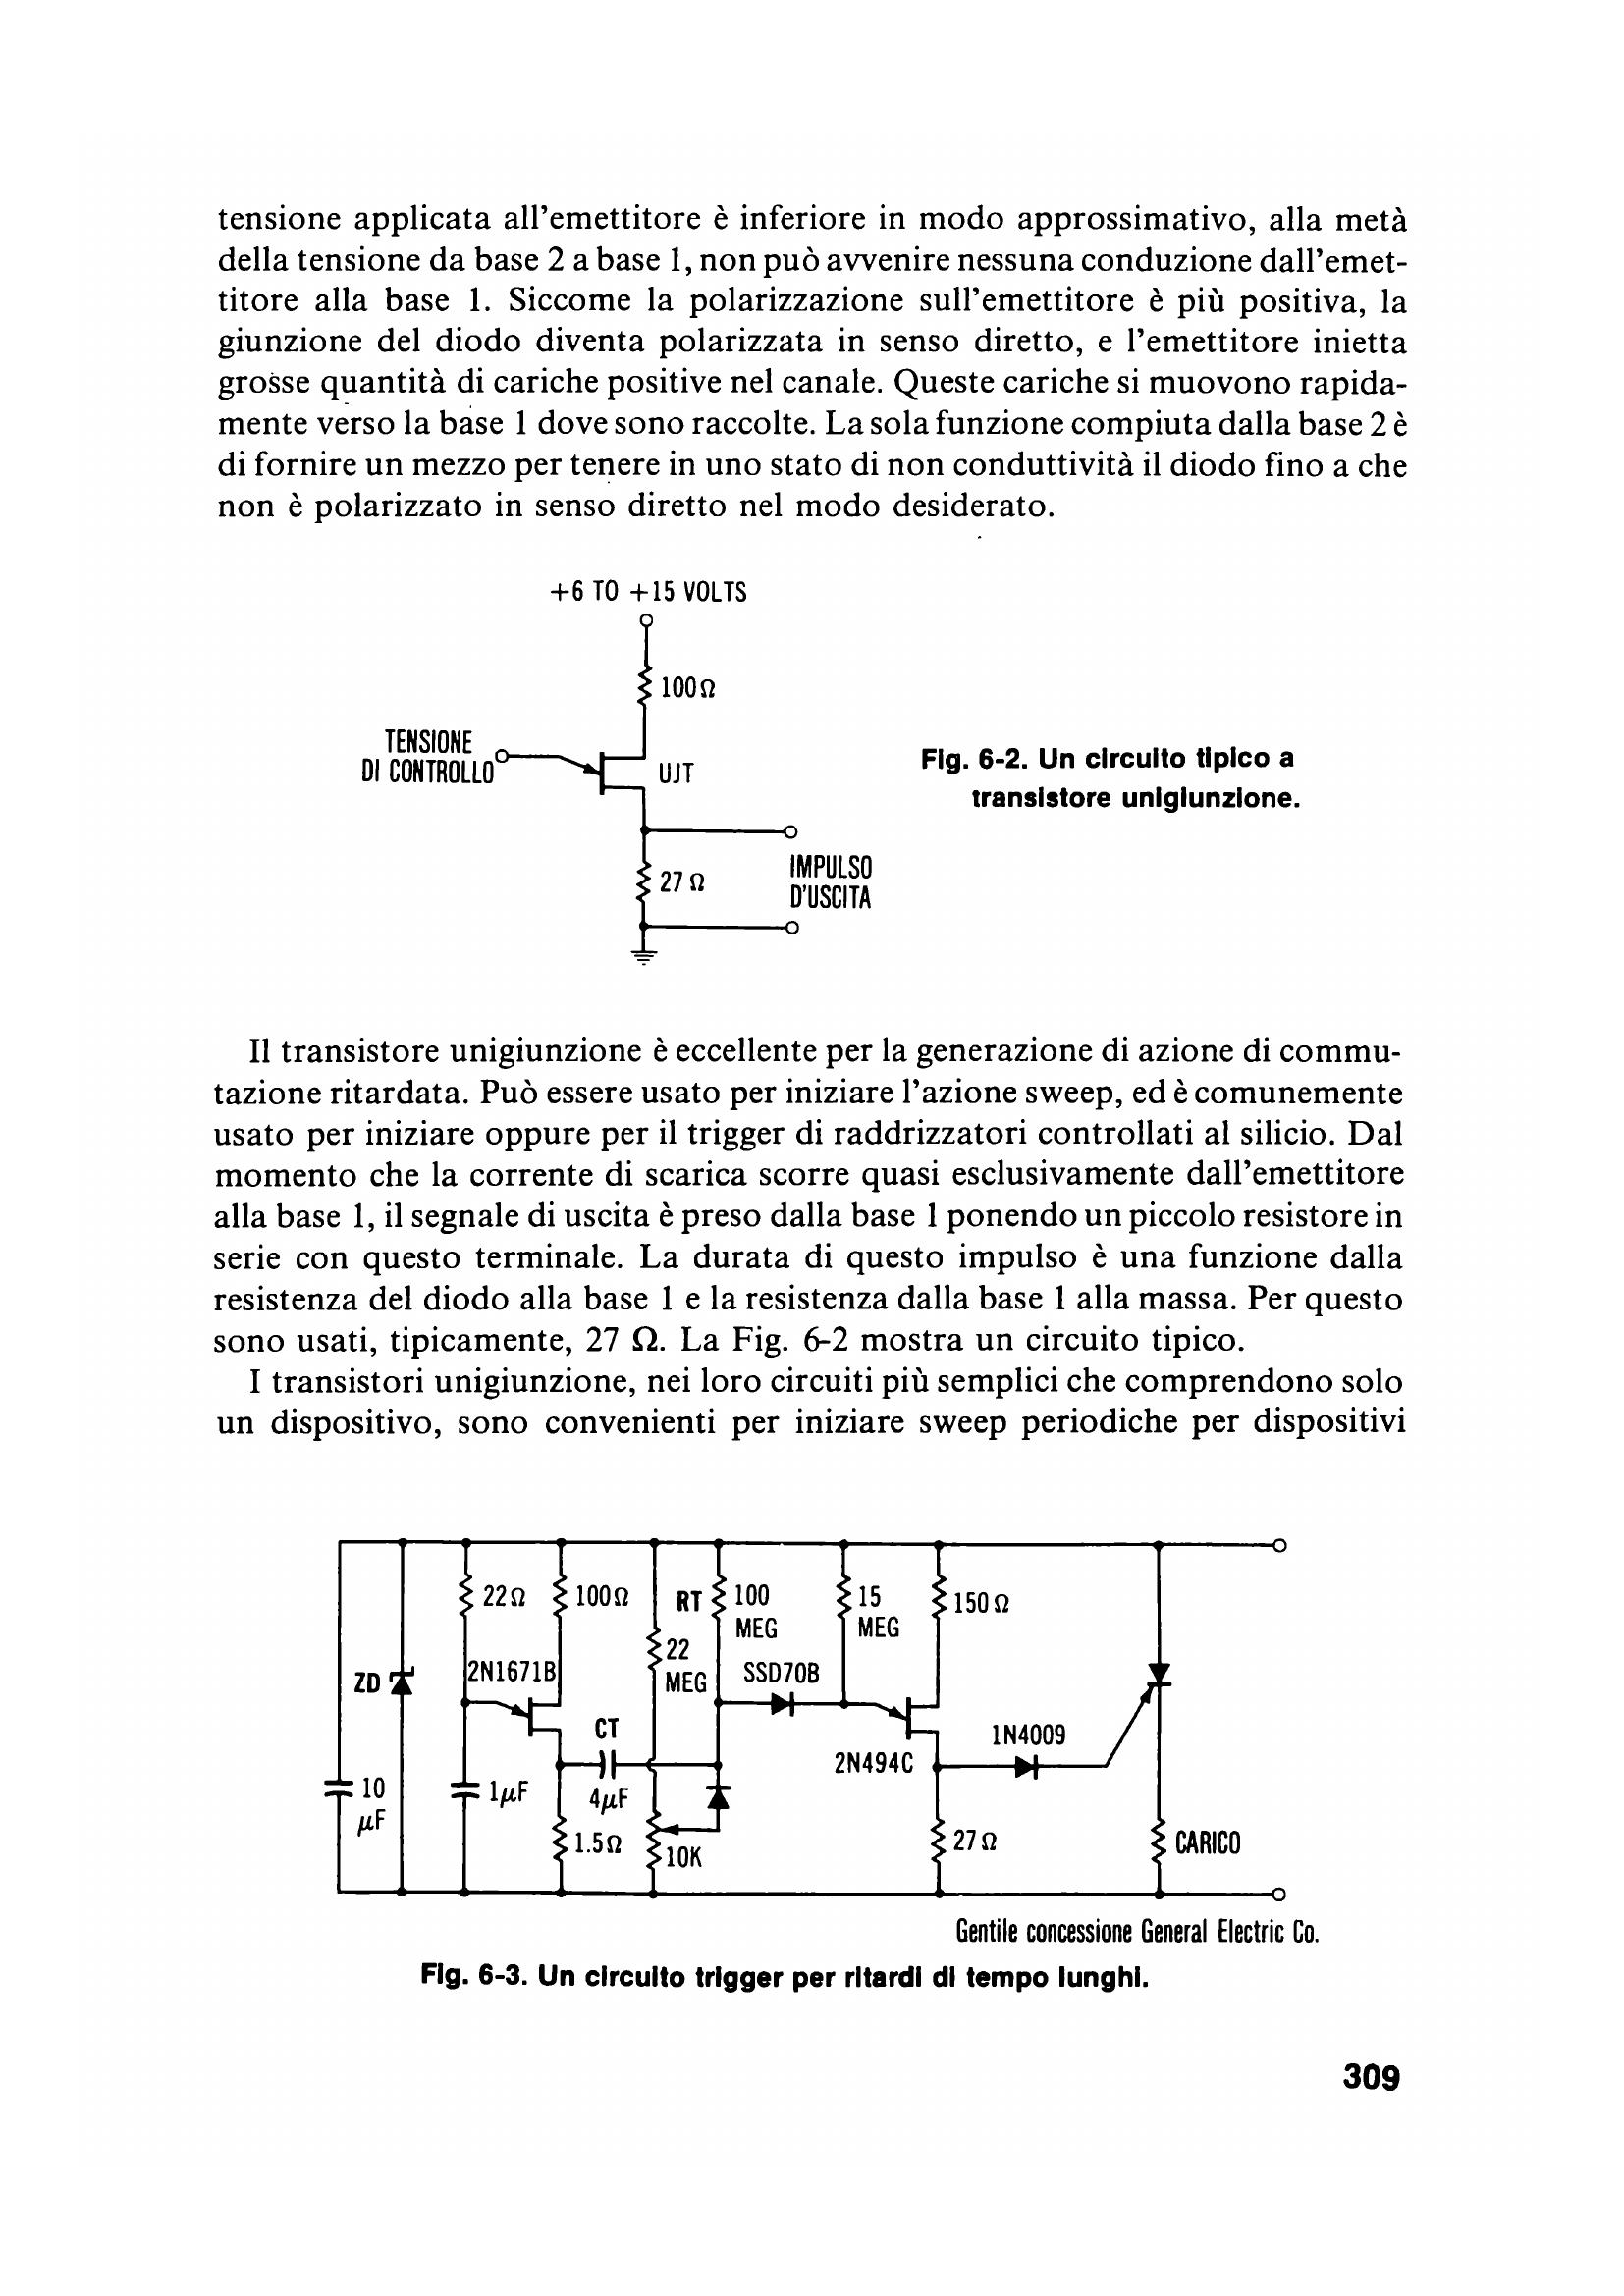 tensione applicata all'emettitore è inferiore in modo approssimativo, alla metà
della tensione da base 2 a base 1, non può avvenire nessuna conduzione dall'emet-
titore alla base 1. Siccome la polarizzazione sull'emettitore è più positiva, la
giunzione del diodo diventa polarizzata in senso diretto, e l'emettitore inietta
grosse quantità di cariche positive nel canale. Queste cariche si muovono rapida-
mente verso la base 1 dove sono raccolte. La sola funzione compiuta dalla base 2 è
di fornire un mezzo per tenere in uno stato di non conduttività il diodo fino a che
non è polarizzato in senso diretto nel modo desiderato.
+6 TO +15 VOLTS
100Ω
TENSIONE
DI CONTROLLO
UJT
27 Ω
IMPULSO
D'USCITA
Fig. 6-2. Un circuito tipico a
transistore unigiunzione.
Il transistore unigiunzione è eccellente per la generazione di azione di commu-
tazione ritardata. Può essere usato per iniziare l'azione sweep, ed è comunemente
usato per iniziare oppure per il trigger di raddrizzatori controllati al silicio. Dal
momento che la corrente di scarica scorre quasi esclusivamente dall'emettitore
alla base 1, il segnale di uscita è preso dalla base 1 ponendo un piccolo resistore in
serie con questo terminale. La durata di questo impulso è una funzione dalla
resistenza del diodo alla base 1 e la resistenza dalla base 1 alla massa. Per questo
sono usati, tipicamente, 27 Ω. La Fig. 6-2 mostra un circuito tipico.
I transistori unigiunzione, nei loro circuiti più semplici che comprendono solo
un dispositivo, sono convenienti per iniziare sweep periodiche per dispositivi
22Ω
100Ω
RT
100
MEG
15
MEG
150 Ω
22
MEG
ZD
2N1671B
SSD70B
CT
4μF
2N494C
1N4009
10
μF
1μF
1.5Ω
10K
27 Ω
CARICO
Gentile concessione General Electric Co.
Fig. 6-3. Un circuito trigger per ritardi di tempo lunghi.
309